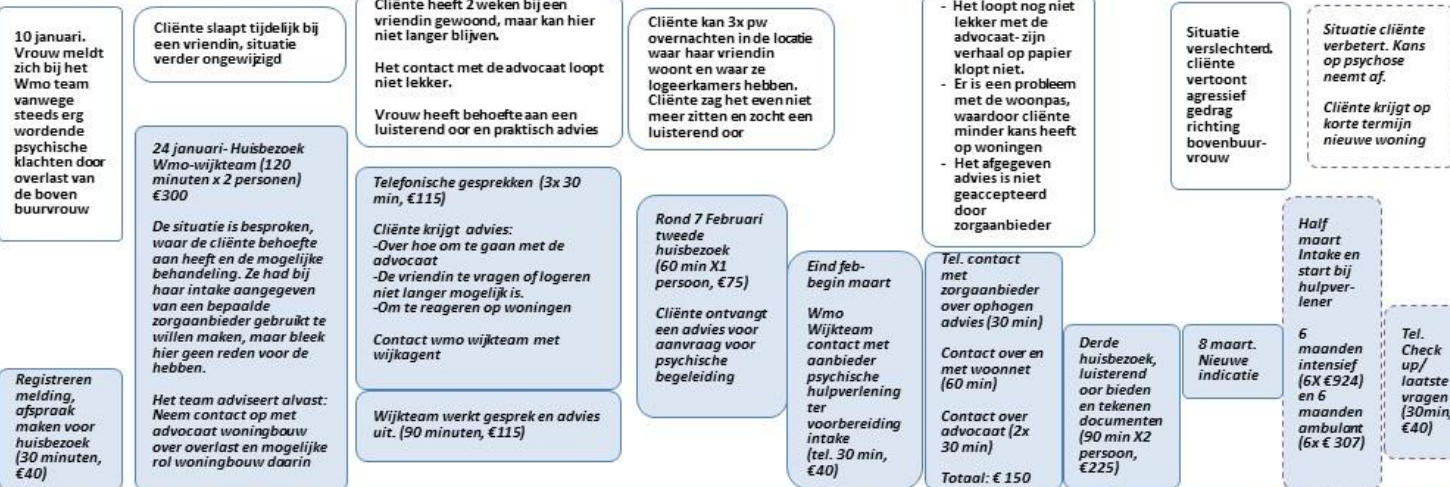 10 januari.
Vrouw meldt
zich bij het
Wmo team
vanwege
steeds erg
wordende
psychische
klachten door
overlast van
de boven
buurvrouw
Registreren
melding,
afspraak
maken voor
huisbezoek
(30 minuten,
€40)
Cliënte slaapt tijdelijk bij
een vriendin, situatie
verder ongewijzigd
24 januari- Huisbezoek
Wmo-wijkteam (120
minuten x 2 personen)
€300
De situatie is besproken,
waar de cliënte behoefte
aan heeft en de mogelijke
behandeling. Ze had bij
haar intake aangegeven
van een bepaalde
zorgaanbieder gebruikt te
willen maken, maar bleek
hier geen reden voor de
hebben.
Het team adviseert alvast:
Neem contact op met
advocaat woningbouw
over overlast en mogelijke
rol woningbouw daarin
Cliënte heeft 2 weken bij een
vriendin gewoond, maar kan hier
niet langer blijven.
Het contact met de advocaat loopt
niet lekker.
Vrouw heeft behoefte aan een
luisterend oor en praktisch advies
Telefonische gesprekken (3x 30
min, €115)
Cliënte krijgt advies:
-Over hoe om te gaan met de
advocaat
-De vriendin te vragen of logeren
niet langer mogelijk is.
-Om te reageren op woningen
Contact wmo wijkteam met
wijkagent
Wijkteam werkt gesprek en advies
uit. (90 minuten, €115)
Cliënte kan 3x pw
overnachten in de locatie
waar haar vriendin
woont en waar ze
logeerkamers hebben.
Cliënte zag het even niet
meer zitten en zocht een
luisterend oor
Rond 7 Februari
tweede
huisbezoek
(60 min X1
persoon, €75)
Cliënte ontvangt
een advies voor
aanvraag voor
psychische
begeleiding
Eind feb-
begin maart
Wmo
Wijkteam
contact met
aanbieder
psychische
hulpverlening
ter
voorbereiding
intake
(tel. 30 min,
€40)
- Het loopt nog niet
lekker met de
advocaat- zijn
verhaal op papier
klopt niet.
- Er is een probleem
met de woonpas,
waardoor cliënte
minder kans heeft
op woningen
- Het afgegeven
advies is niet
geaccepteerd
door
zorgaanbieder
Tel. contact
met
zorgaanbieder
over ophogen
advies (30 min)
Contact over en
met woonnet
(60 min)
Contact over
advocaat (2x
30 min)
Totaal: € 150
Derde
huisbezoek,
luisterend
oor bieden
en tekenen
documenten
(90 min X2
persoon,
€225)
Situatie
verslechterd.
cliënte
vertoont
agressief
gedrag
richting
bovenbuur-
vrouw
8 maart.
Nieuwe
indicatie
Situatie cliënte
verbetert. Kans
op psychose
neemt af.
Cliënte krijgt op
korte termijn
nieuwe woning
Half
maart
Intake en
start bij
hulpver-
lener
6
maanden
intensief
(6X €924)
en 6
maanden
ambulant
(6x € 307)
Tel.
Check
up/
laatste
vragen
(30min,
€40)